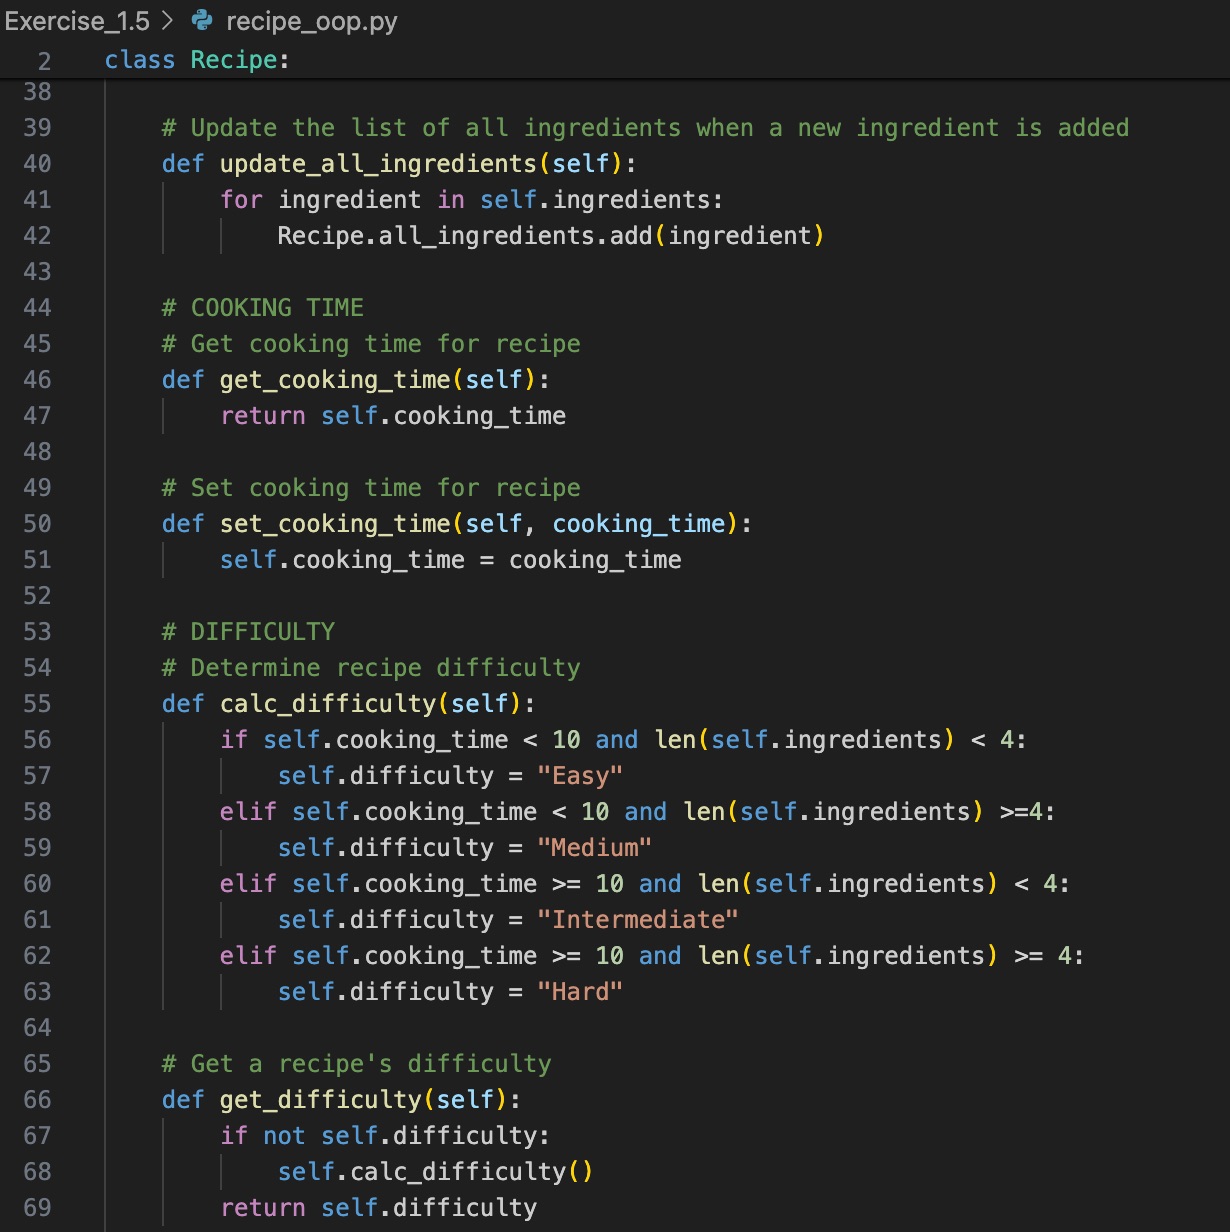 Exercise_1.5 > recipe_oop.py
2 class Recipe:
38
39 # Update the list of all ingredients when a new ingredient is added
40 def update_all_ingredients(self):
41 for ingredient in self.ingredients:
42 Recipe.all_ingredients.add(ingredient)
43
44 # COOKING TIME
45 # Get cooking time for recipe
46 def get_cooking_time(self):
47 return self.cooking_time
48
49 # Set cooking time for recipe
50 def set_cooking_time(self, cooking_time):
51 self.cooking_time = cooking_time
52
53 # DIFFICULTY
54 # Determine recipe difficulty
55 def calc_difficulty(self):
56 if self.cooking_time < 10 and len(self.ingredients) < 4:
57 self.difficulty = "Easy"
58 elif self.cooking_time < 10 and len(self.ingredients) >=4:
59 self.difficulty = "Medium"
60 elif self.cooking_time >= 10 and len(self.ingredients) < 4:
61 self.difficulty = "Intermediate"
62 elif self.cooking_time >= 10 and len(self.ingredients) >= 4:
63 self.difficulty = "Hard"
64
65 # Get a recipe's difficulty
66 def get_difficulty(self):
67 if not self.difficulty:
68 self.calc_difficulty()
69 return self.difficulty